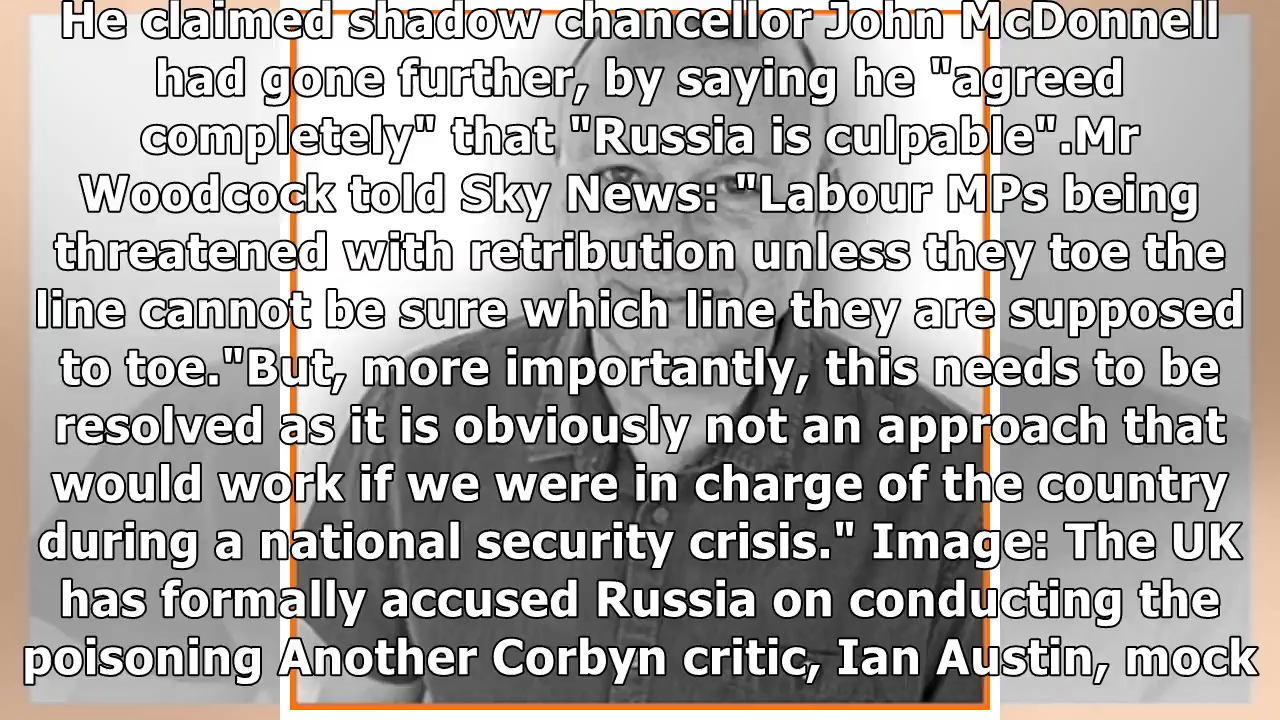 He claimed shadow chancellor John McDonnell
had gone further, by saying he "agreed
completely" that "Russia is culpable".Mr
Woodcock told Sky News: "Labour MPs being
threatened with retribution unless they toe the
line cannot be sure which line they are supposed
to toe."But, more importantly, this needs to be
resolved as it is obviously not an approach that
would work if we were in charge of the country
during a national security crisis." Image: The UK
has formally accused Russia on conducting the
poisoning Another Corbyn critic, Ian Austin, mock